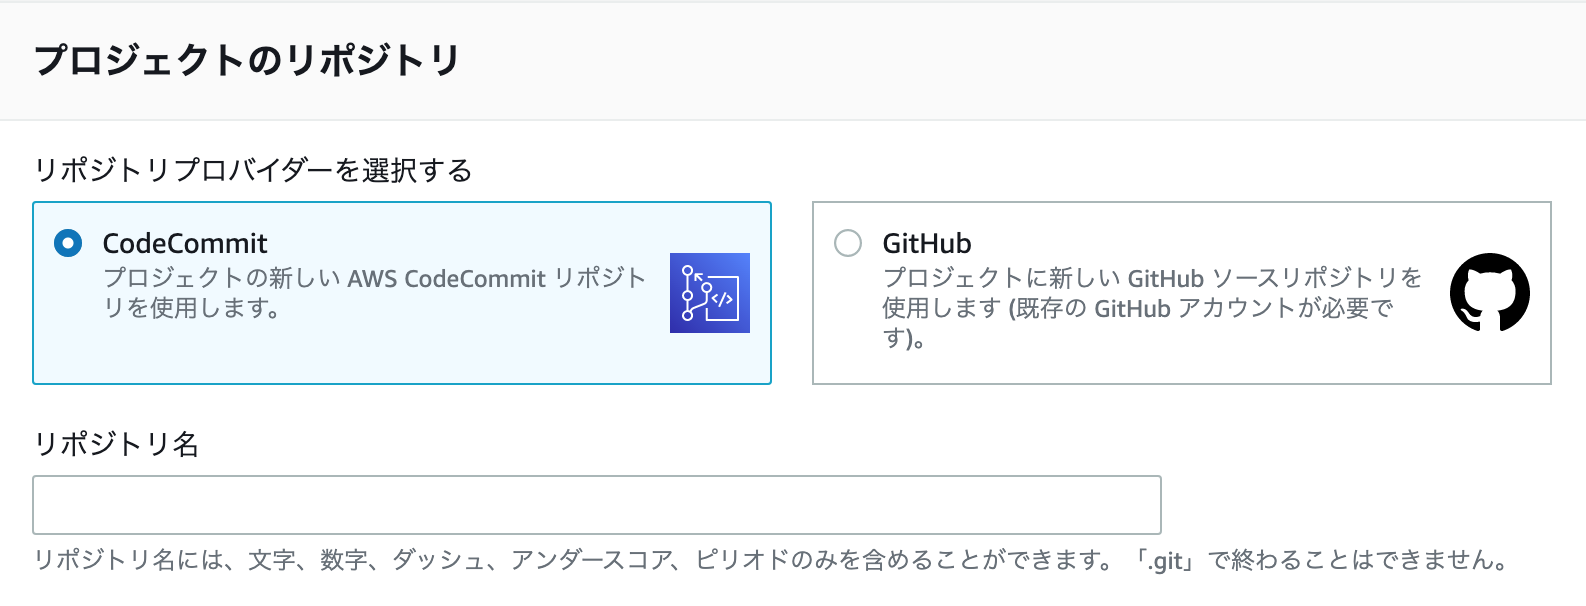 プロジェクトのリポジトリ
リポジトリプロバイダーを選択する
CodeCommit
プロジェクトの新しい AWS CodeCommit リポジト
リを使用します。
GitHub
プロジェクトに新しい GitHub ソースリポジトリを
使用します (既存の GitHub アカウントが必要で
す)。
リポジトリ名
リポジトリ名には、文字、数字、ダッシュ、アンダースコア、ピリオドのみを含めることができます。「.git」で終わることはできません。